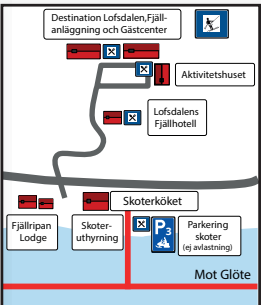 Destination Lofsdalen,Fjäll-
anläggning och Gästcenter
Aktivitetshuset
Lofsdalens
Fjällhotell
Skoterköket
Fjällripan
Lodge
Skoter-
uthyrning
P3
Parkering
skoter
(ej avlastning)
Mot Glöte